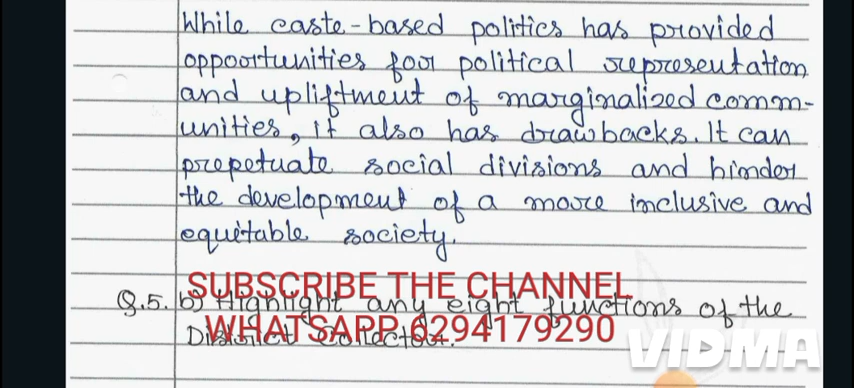 While caste-based politics has provided
opportunities for political representation
and upliftment of marginalized comm-
unities, it also has drawbacks. It can
prepetuate social divisions and hinder
the development of a more inclusive and
equitable society.
SUBSCRIBE THE CHANNEL
Q.5. b) Highlight any eight functions of the
WHATSAPP 6294179290
District Collector.
VIDMA